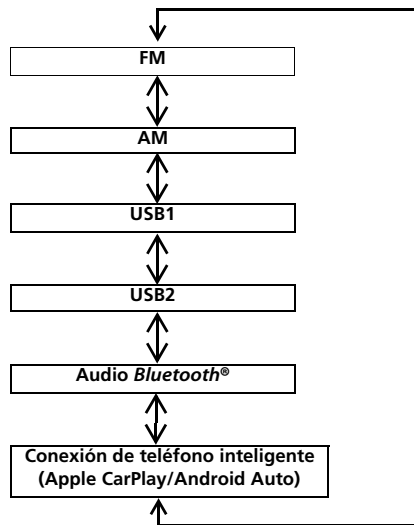 FM
AM
USB1
USB2
Audio Bluetooth®
Conexión de teléfono inteligente
(Apple CarPlay/Android Auto)